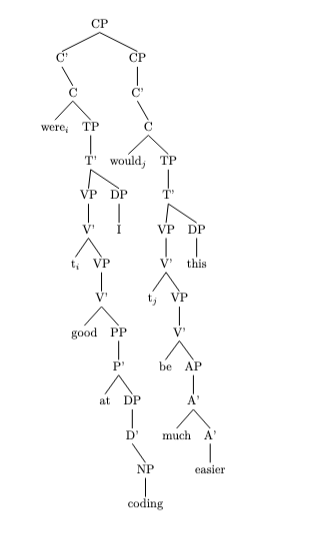 CP
C' CP
C C'
were_i TP C
T' would_j TP
VP DP T'
V' I VP DP
t_i VP V' this
V' t_j VP
good PP V'
P' be AP
at DP A'
D' much A'
NP easier
coding